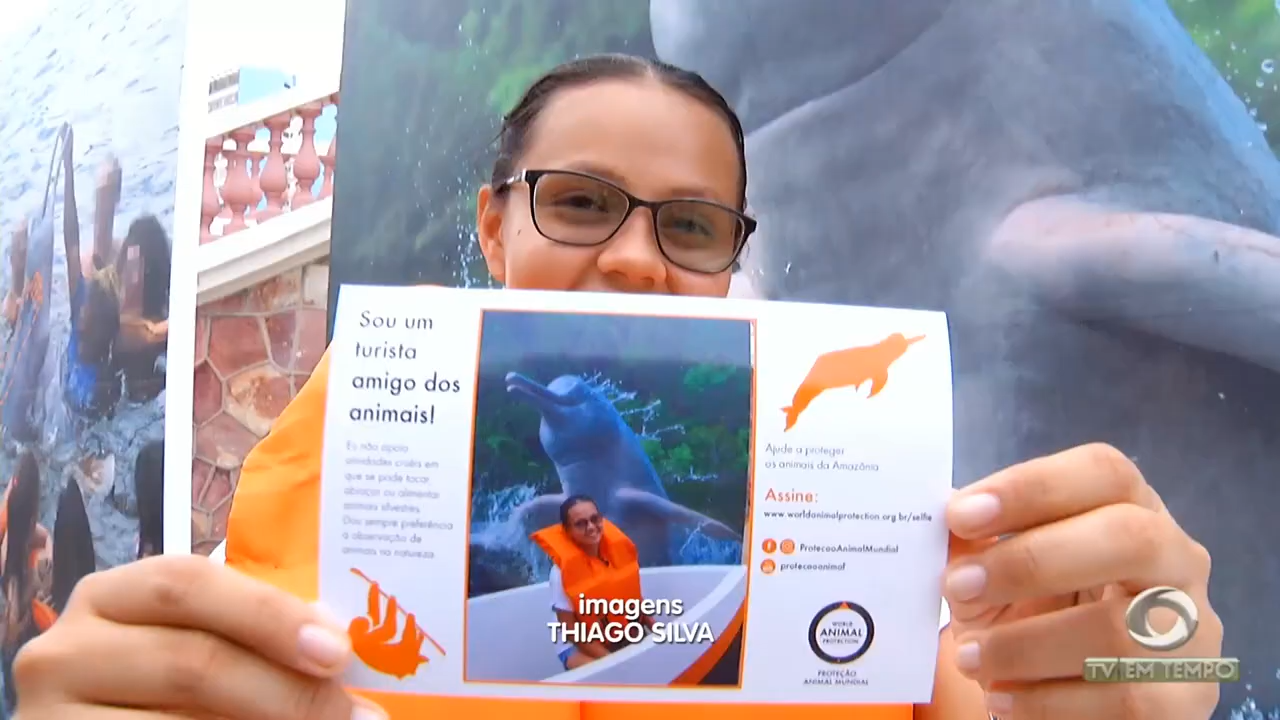 Sou um
turista
amigo dos
animais!
Eu não apoio
atividades cruéis em
que se pode tocar
abraçar ou alimentar
animais silvestres.
Dou sempre preferência
a observação de
animais na natureza.
imagens
THIAGO SILVA
Ajude a proteger
os animais da Amazônia
Assine:
www.worldanimalprotection.org.br/selfie
ProtecaoAnimalMundial
protecaoanimal
WORLD
ANIMAL
PROTECTION
PROTEÇÃO
ANIMAL MUNDIAL
TV EM TEMPO